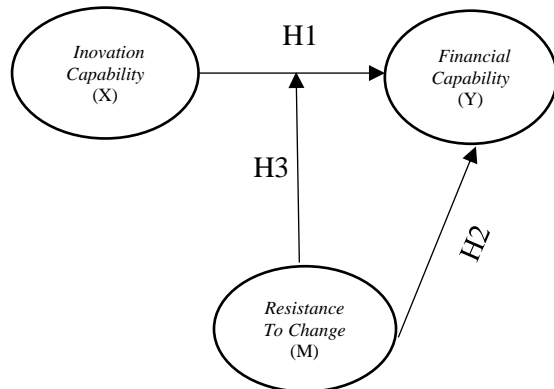 H1
Inovation
Capability
(X)
Financial
Capability
(Y)
H3
H2
Resistance
To Change
(M)